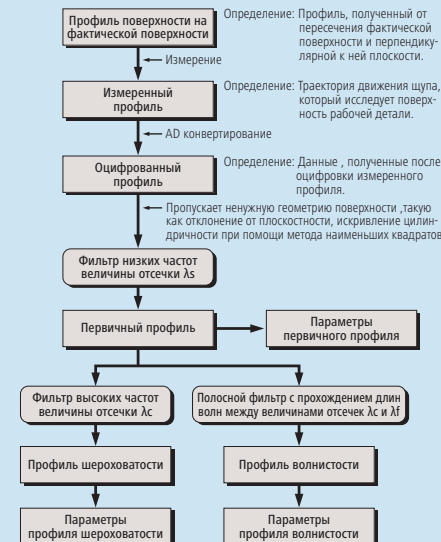 Профиль поверхности на
фактической поверхности
Определение: Профиль, полученный от
пересечения фактической
поверхности и перпендику-
лярной к ней плоскости.
Измерение
Измеренный
профиль
Определение: Траектория движения щупа,
который исследует поверх-
ность рабочей детали.
AD конвертирование
Оцифрованный
профиль
Определение: Данные , полученные после
оцифровки измеренного
профиля.
Пропускает ненужную геометрию поверхности ,такую
как отклонение от плоскостности, искривление цилин-
дричности при помощи метода наименьших квадратов
Фильтр низких частот
величины отсечки λs
Первичный профиль
Параметры
первичного профиля
Фильтр высоких частот
величины отсечки λc
Полосной фильтр с прохождением длин
волн между величинами отсечек λc и λf
Профиль шероховатости
Профиль волнистости
Параметры
профиля шероховатости
Параметры
профиля волнистости